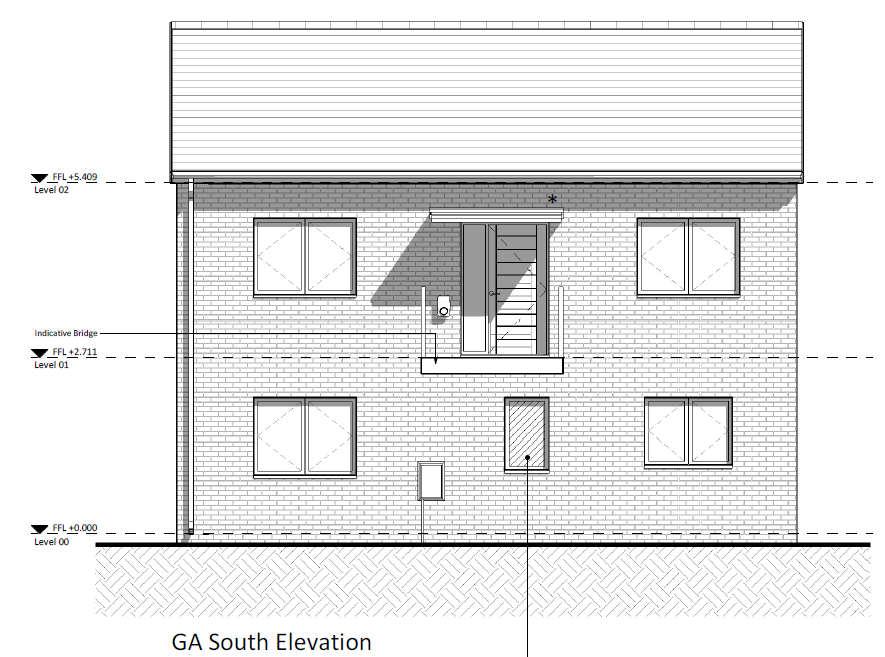 *
FFL +5.409
Level 02
Indicative Bridge
FFL +2.711
Level 01
FFL +0.000
Level 00
GA South Elevation